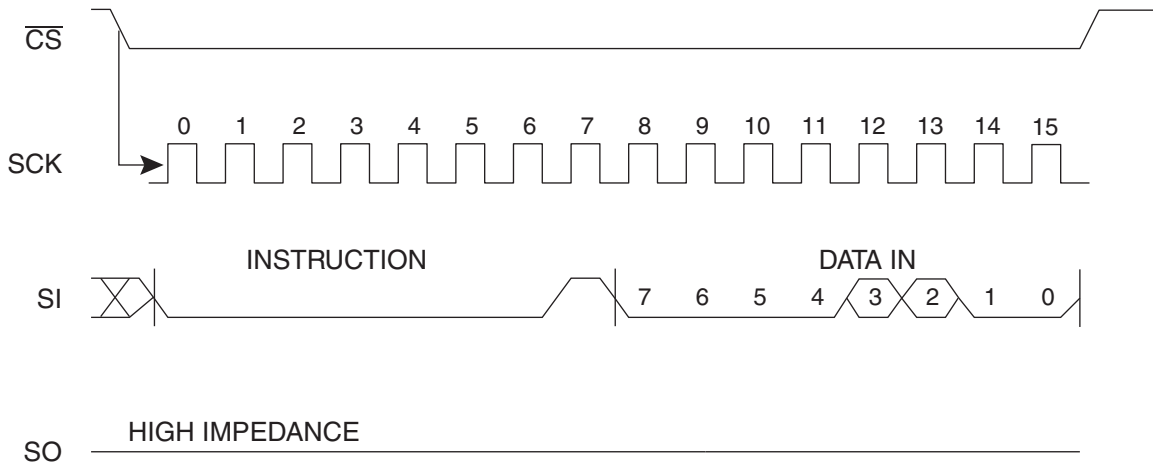 CS
0 1 2 3 4 5 6 7 8 9 10 11 12 13 14 15
SCK
INSTRUCTION DATA IN
SI 7 6 5 4 3 2 1 0
HIGH IMPEDANCE
SO